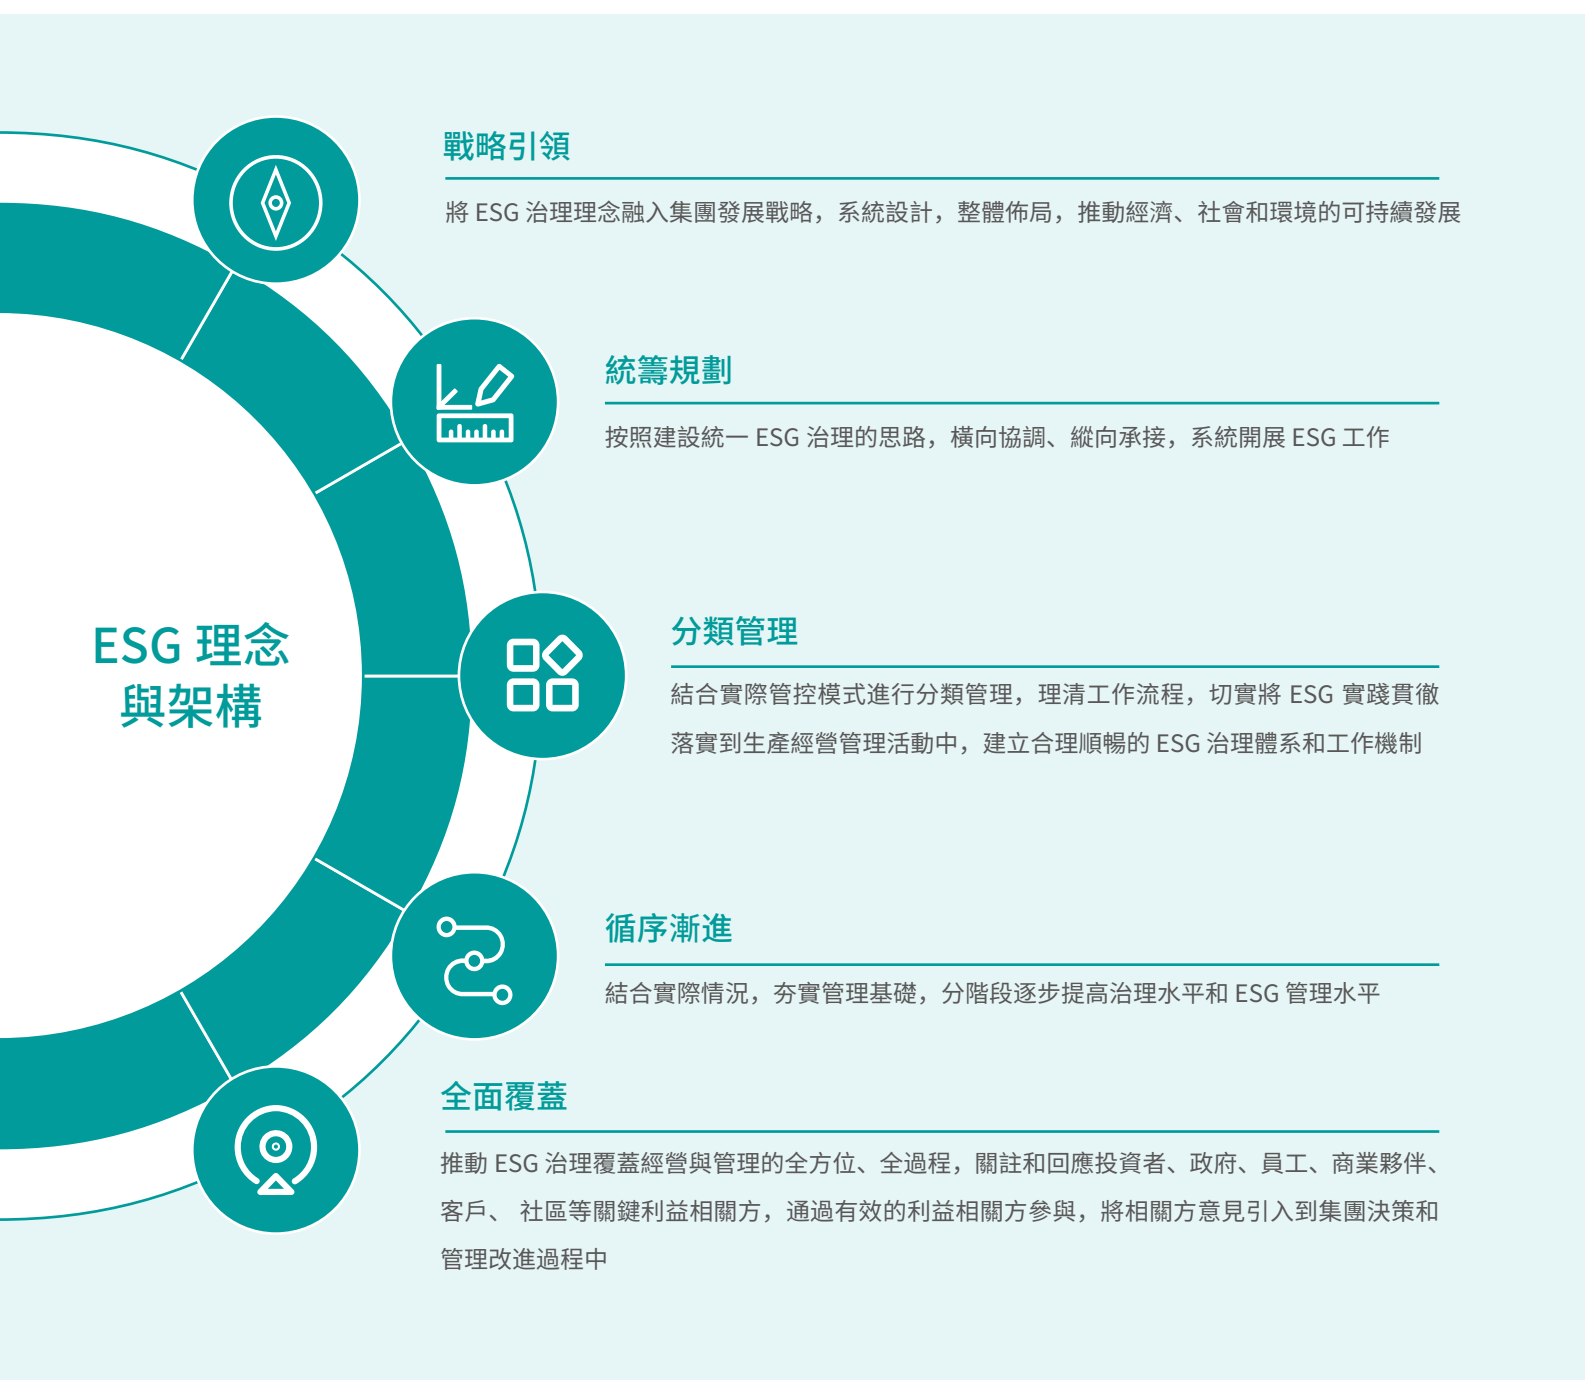 戰略引領
將 ESG 治理理念融入集團發展戰略，系統設計，整體佈局，推動經濟、社會和環境的可持續發展
統籌規劃
按照建設統一 ESG 治理的思路，橫向協調、縱向承接，系統開展 ESG 工作
ESG 理念
與架構
分類管理
結合實際管控模式進行分類管理，理清工作流程，切實將 ESG 實踐貫徹
落實到生產經營管理活動中，建立合理順暢的 ESG 治理體系和工作機制
循序漸進
結合實際情況，夯實管理基礎，分階段逐步提高治理水平和 ESG 管理水平
全面覆蓋
推動 ESG 治理覆蓋經營與管理的全方位、全過程，關註和回應投資者、政府、員工、商業夥伴、
客戶、 社區等關鍵利益相關方，通過有效的利益相關方參與，將相關方意見引入到集團決策和
管理改進過程中